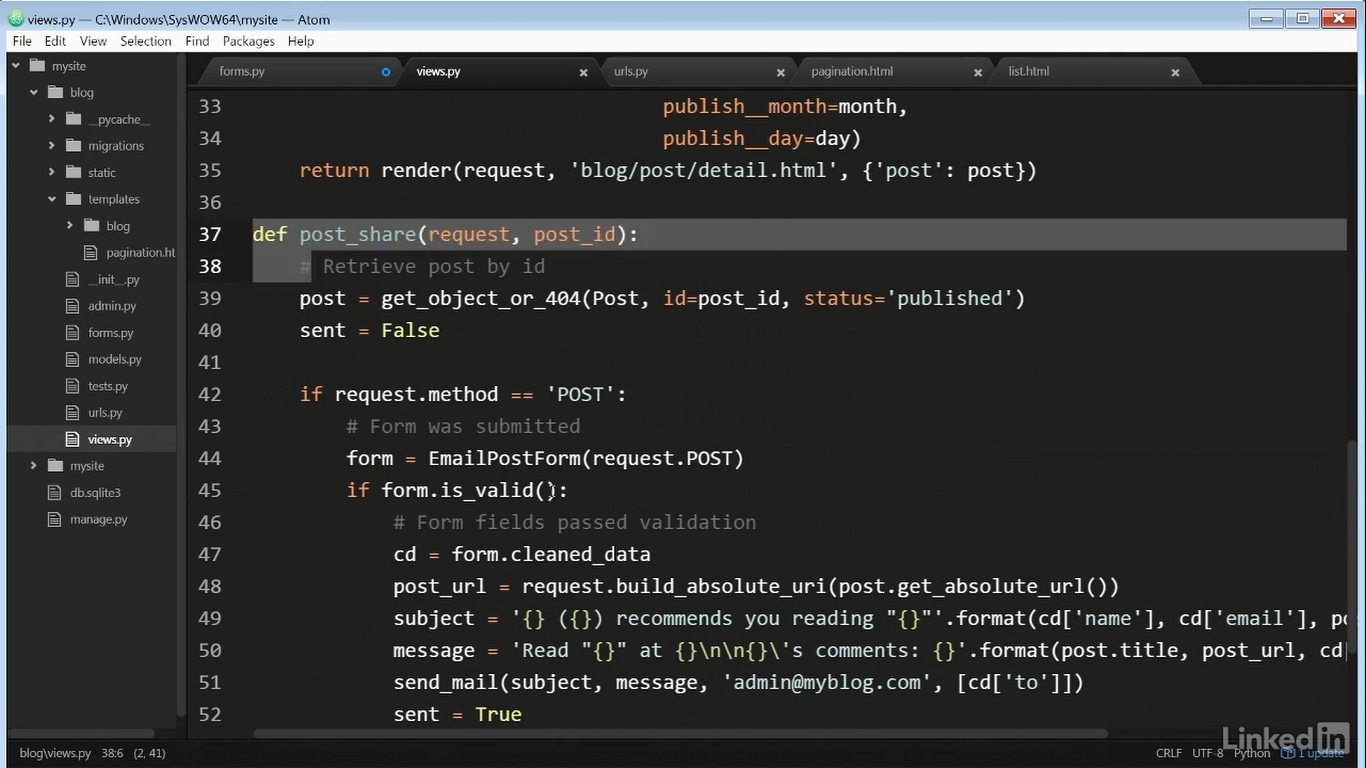 views.py — C:\Windows\SysWOW64\mysite — Atom
File Edit View Selection Find Packages Help
mysite
blog
__pycache__
migrations
static
templates
blog
pagination.ht
__init__.py
admin.py
forms.py
models.py
tests.py
urls.py
views.py
mysite
db.sqlite3
manage.py
forms.py views.py urls.py pagination.html list.html
33 publish__month=month,
34 publish__day=day)
35 return render(request, 'blog/post/detail.html', {'post': post})
36
37 def post_share(request, post_id):
38 # Retrieve post by id
39 post = get_object_or_404(Post, id=post_id, status='published')
40 sent = False
41
42 if request.method == 'POST':
43 # Form was submitted
44 form = EmailPostForm(request.POST)
45 if form.is_valid():
46 # Form fields passed validation
47 cd = form.cleaned_data
48 post_url = request.build_absolute_uri(post.get_absolute_url())
49 subject = '{} ({}) recommends you reading "{}"'.format(cd['name'], cd['email'], po
50 message = 'Read "{}" at {}\n\n{}\'s comments: {}'.format(post.title, post_url, cd[
51 send_mail(subject, message, 'admin@myblog.com', [cd['to']])
52 sent = True
blog\views.py 38:6 (2, 41) CRLF UTF-8 Python 1 update
Linked in